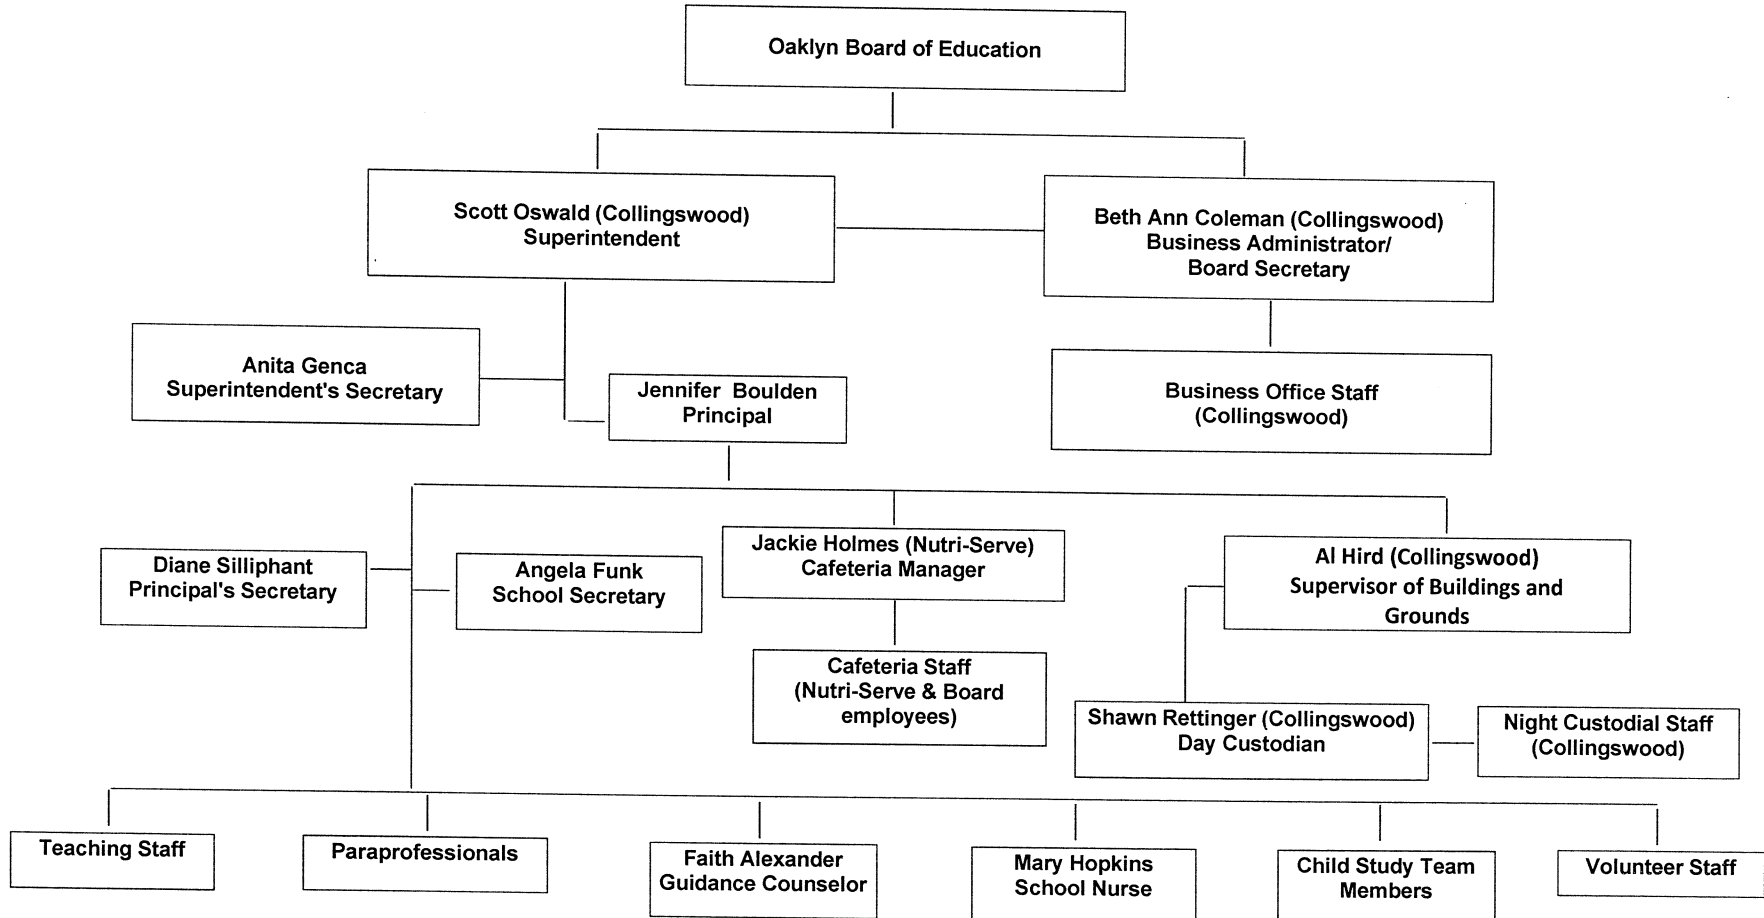 Oaklyn Board of Education
Scott Oswald (Collingswood)
Superintendent
Beth Ann Coleman (Collingswood)
Business Administrator/
Board Secretary
Anita Genca
Superintendent's Secretary
Jennifer Boulden
Principal
Business Office Staff
(Collingswood)
Diane Silliphant
Principal's Secretary
Angela Funk
School Secretary
Jackie Holmes (Nutri-Serve)
Cafeteria Manager
Al Hird (Collingswood)
Supervisor of Buildings and
Grounds
Cafeteria Staff
(Nutri-Serve & Board
employees)
Shawn Rettinger (Collingswood)
Day Custodian
Night Custodial Staff
(Collingswood)
Teaching Staff
Paraprofessionals
Faith Alexander
Guidance Counselor
Mary Hopkins
School Nurse
Child Study Team
Members
Volunteer Staff